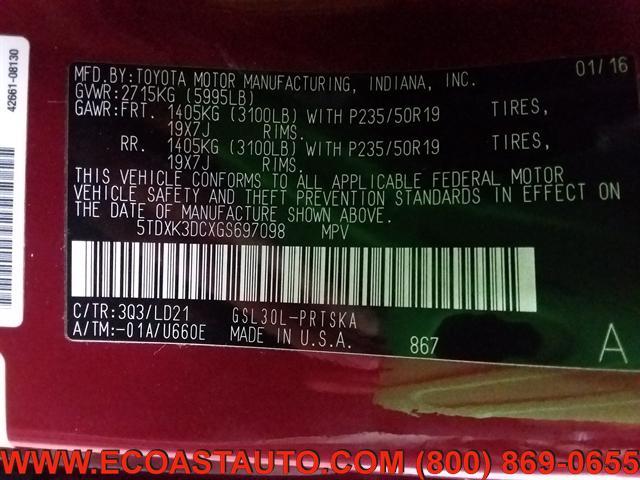 42661-08130
MFD.BY:TOYOTA MOTOR MANUFACTURING, INDIANA, INC. 01/16
GVWR:2715KG (5995LB)
GAWR:FRT. 1405KG (3100LB) WITH P235/50R19 TIRES,
19X7J RIMS.
RR. 1405KG (3100LB) WITH P235/50R19 TIRES,
19X7J RIMS.
THIS VEHICLE CONFORMS TO ALL APPLICABLE FEDERAL MOTOR
VEHICLE SAFETY AND THEFT PREVENTION STANDARDS IN EFFECT ON
THE DATE OF MANUFACTURE SHOWN ABOVE.
5TDXK3DCXGS697098 MPV
C/TR:3Q3/LD21 GSL30L-PRTSKA
A/TM:-01A/U660E MADE IN U.S.A. 867 A
WWW.ECOASTAUTO.COM (800) 869-0655